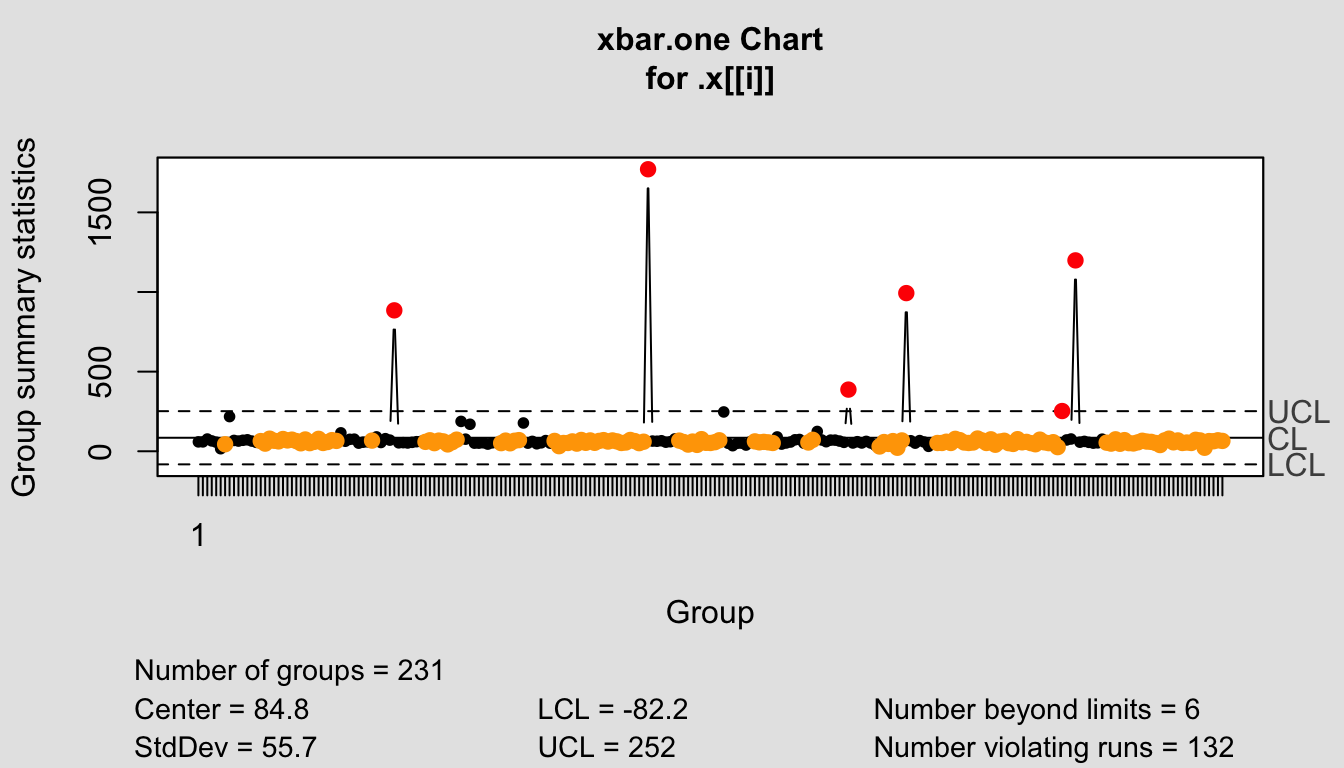 xbar.one Chart
for .x[[i]]
Group summary statistics
1500
500
0
UCL
CL
LCL
1
Group
Number of groups = 231
Center = 84.8
StdDev = 55.7
LCL = -82.2
UCL = 252
Number beyond limits = 6
Number violating runs = 132